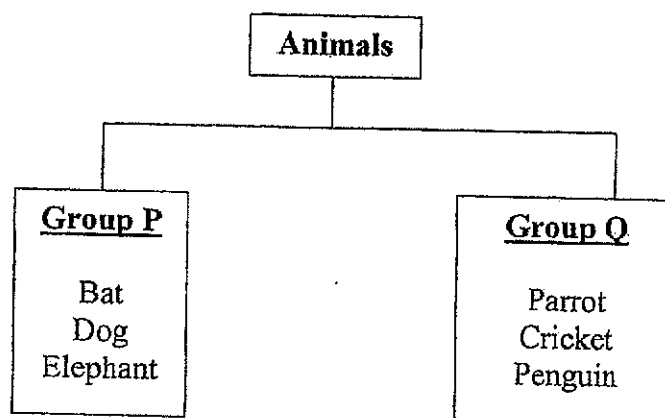 Animals
Group P
Bat
Dog
Elephant
Group Q
Parrot
Cricket
Penguin